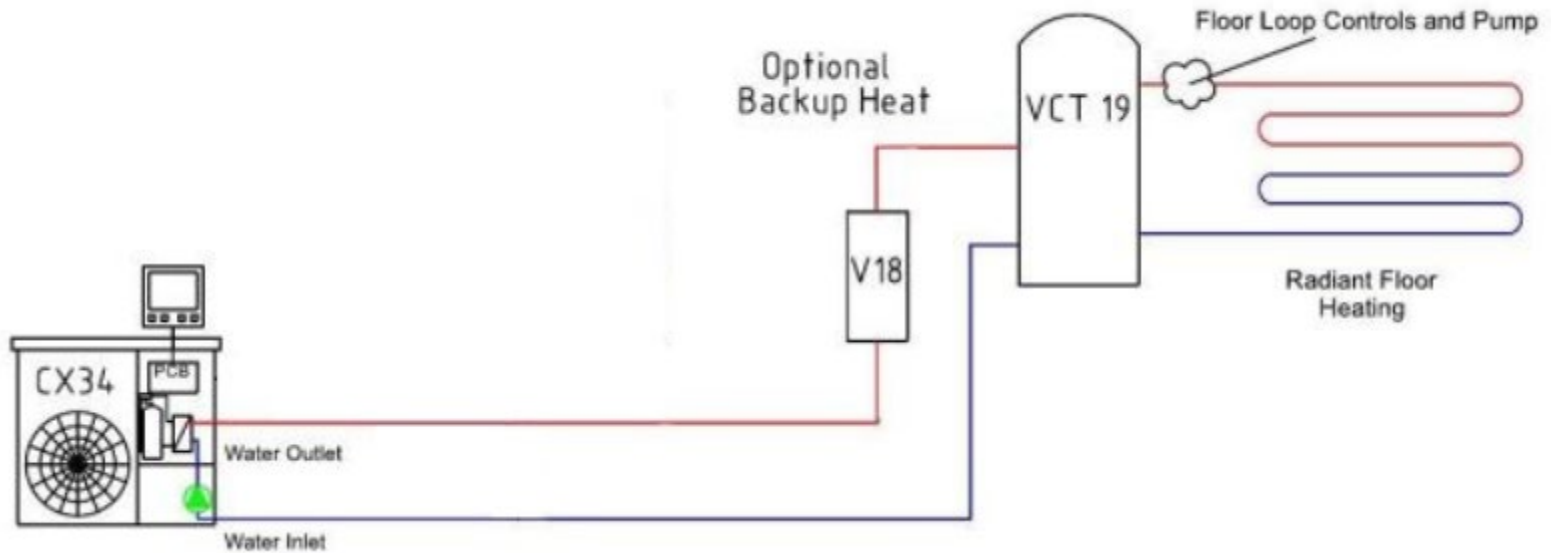 Floor Loop Controls and Pump
Optional
Backup Heat
VCT 19
V18
Radiant Floor
Heating
PCB
CX34
Water Outlet
Water Inlet